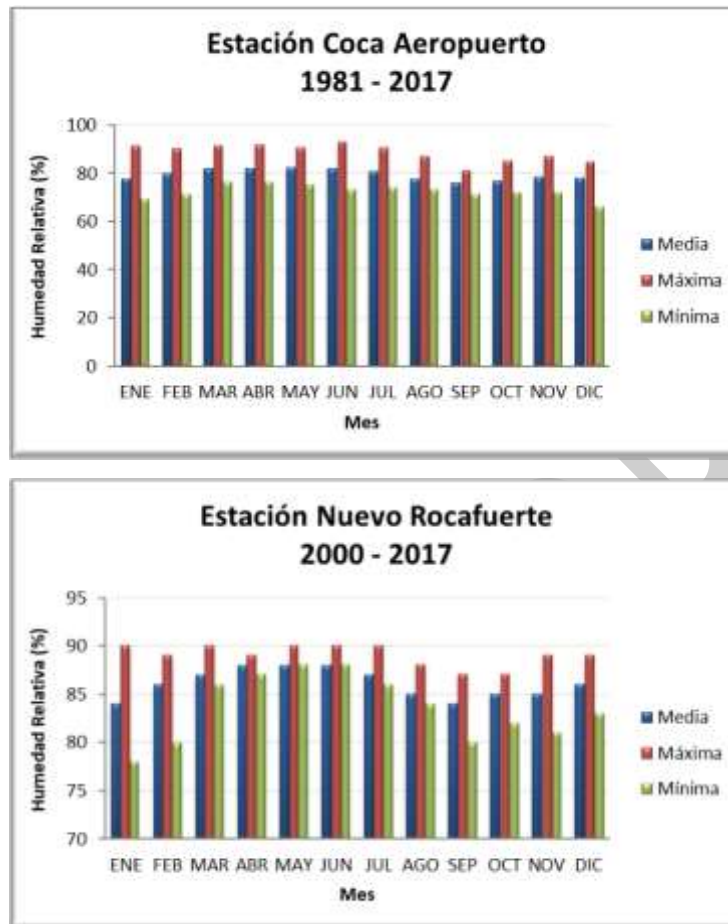 Estación Coca Aeropuerto
1981 - 2017
Humedad Relativa (%)
100
80
60
40
20
0
ENE FEB MAR ABR MAY JUN JUL AGO SEP OCT NOV DIC
Mes
Media
Máxima
Mínima
Estación Nuevo Rocafuerte
2000 - 2017
Humedad Relativa (%)
95
90
85
80
75
70
ENE FEB MAR ABR MAY JUN JUL AGO SEP OCT NOV DIC
Mes
Media
Máxima
Mínima